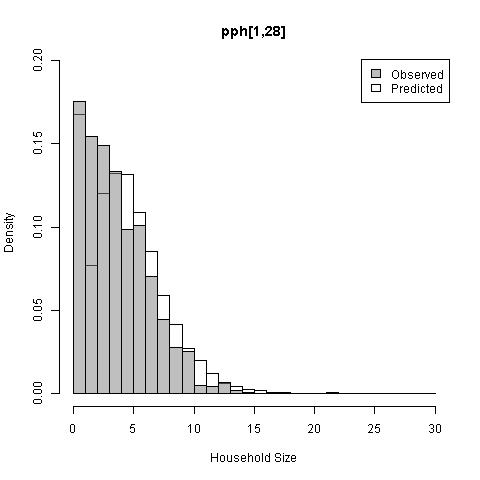 pph[1,28]
Observed
Predicted
0.20
0.15
0.10
0.05
0.00
Density
0 5 10 15 20 25 30
Household Size